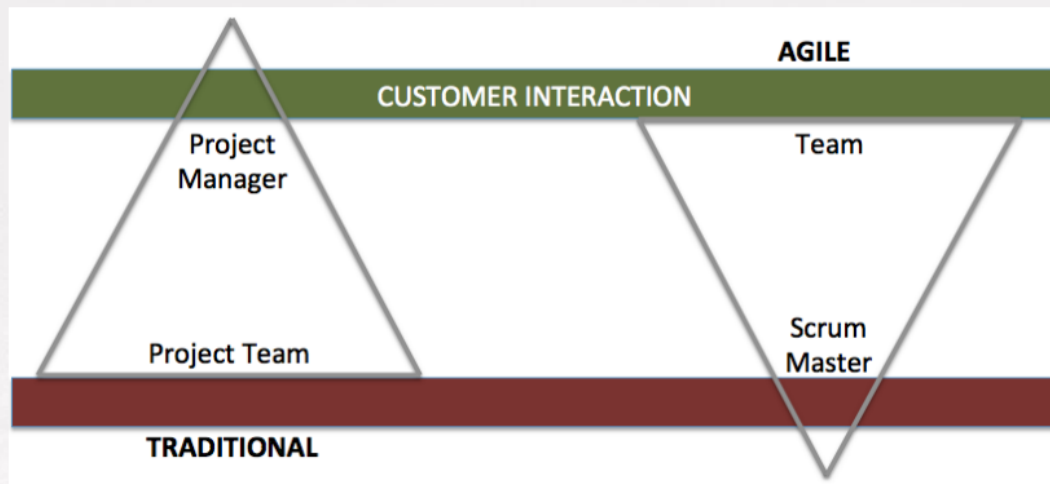 AGILE
CUSTOMER INTERACTION
Project
Manager
Team
Project Team
Scrum
Master
TRADITIONAL